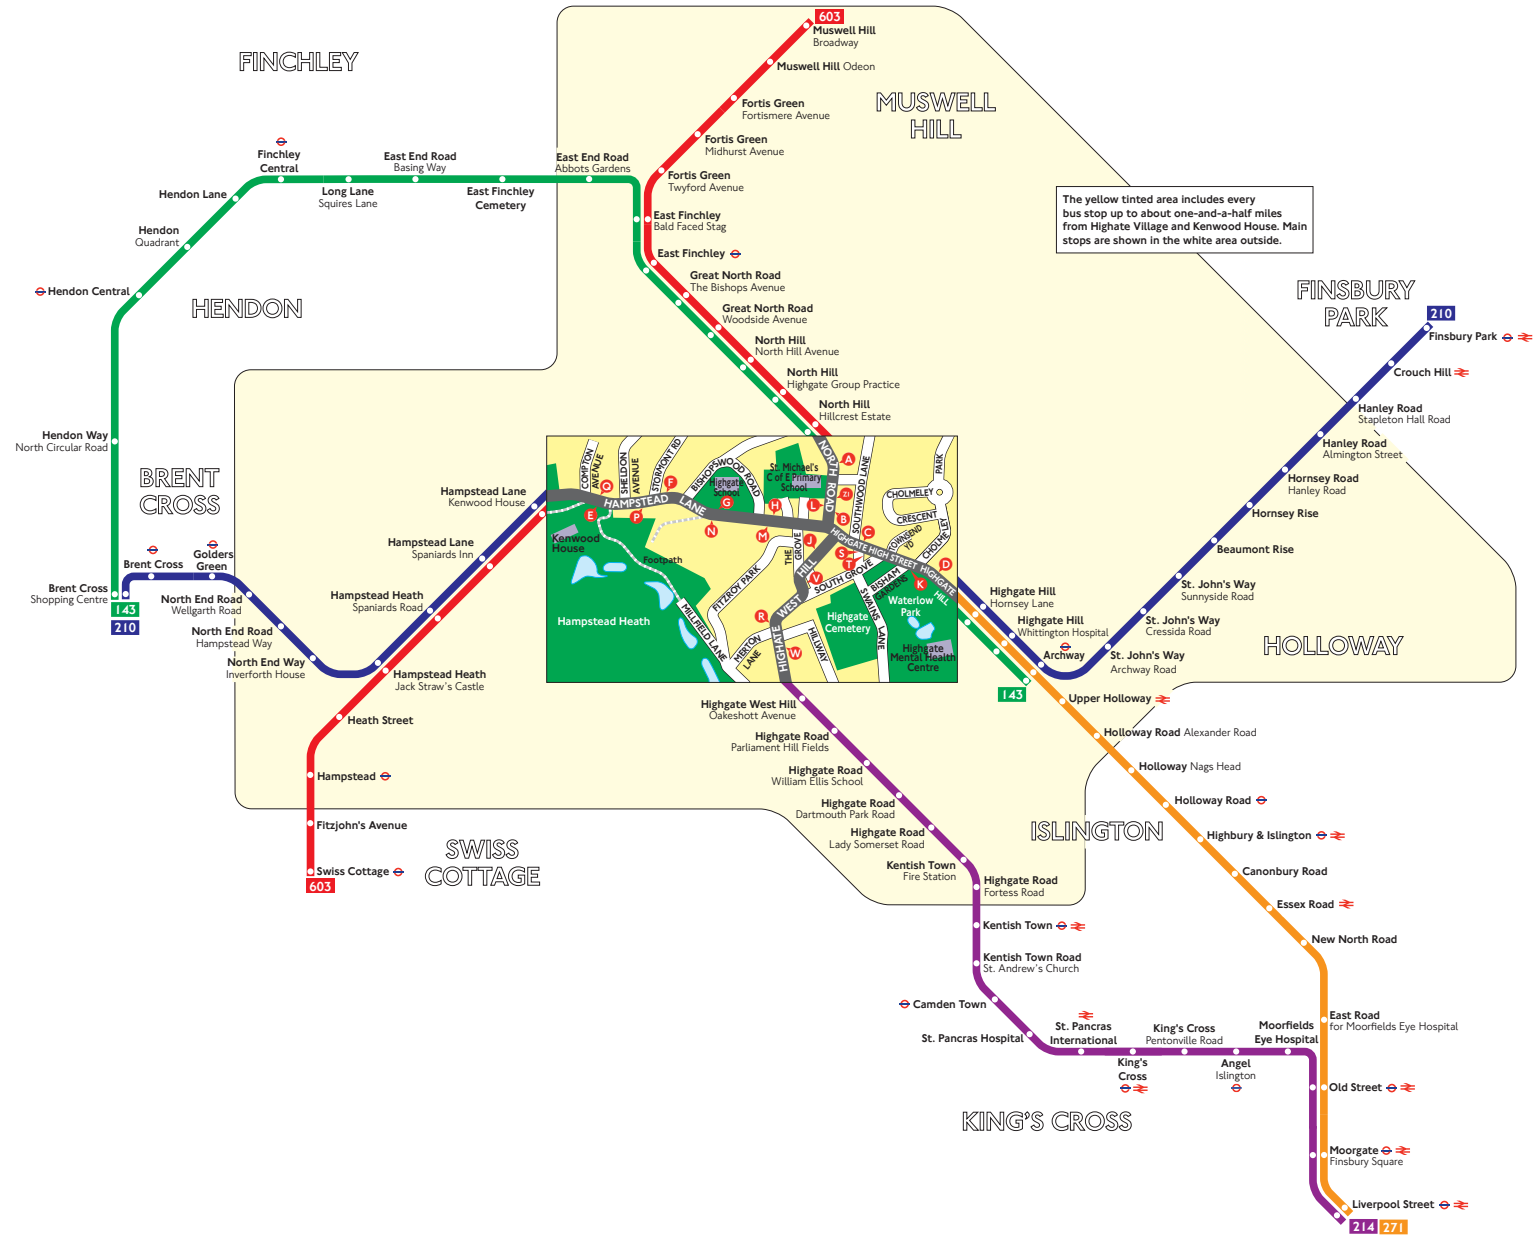 603
Muswell Hill
Broadway
Muswell Hill Odeon
FINCHLEY
MUSWELL
HILL
Fortis Green
Fortismere Avenue
Fortis Green
Midhurst Avenue
Fortis Green
Twyford Avenue
Finchley
Central
East End Road
Basing Way
East End Road
Abbots Gardens
Hendon Lane
Long Lane
Squires Lane
East Finchley
Cemetery
Hendon
Quadrant
East Finchley
Bald Faced Stag
East Finchley
The yellow tinted area includes every
bus stop up to about one-and-a-half miles
from Highate Village and Kenwood House. Main
stops are shown in the white area outside.
Hendon Central
HENDON
Great North Road
The Bishops Avenue
Great North Road
Woodside Avenue
North Hill
North Hill Avenue
North Hill
Highgate Group Practice
North Hill
Hillcrest Estate
FINSBURY
PARK
210
Finsbury Park
Crouch Hill
Hanley Road
Stapleton Hall Road
Hanley Road
Almington Street
Hornsey Road
Hanley Road
Hornsey Rise
Beaumont Rise
St. John's Way
Sunnyside Road
St. John's Way
Cressida Road
St. John's Way
Archway Road
HOLLOWAY
Hendon Way
North Circular Road
BRENT
CROSS
Brent Cross
Golders
Green
Brent Cross
Shopping Centre
143
210
North End Road
Wellgarth Road
North End Road
Hampstead Way
North End Way
Inverforth House
Hampstead Lane
Kenwood House
Hampstead Lane
Spaniards Inn
Hampstead Heath
Spaniards Road
Hampstead Heath
Jack Straw's Castle
Heath Street
Hampstead
Fitzjohn's Avenue
Swiss Cottage
603
SWISS
COTTAGE
COMPTON
AVENUE
SHELDON
AVENUE
STORMONT RD
BISHOPSWOOD ROAD
Highgate
School
St. Michael's
C of E Primary
School
NORTH
ROAD
SOUTHWOOD LANE
PARK
CHOLMELEY
CRESCENT
CHOLMELEY
TOWNSEND
YD
HAMPSTEAD
LANE
Kenwood
House
Footpath
Hampstead Heath
MILLFIELD LANE
FITZROY PARK
THE
GROVE
MERTON
LANE
HIGHGATE
WEST
HILL
HILLWAY
SOUTH GROVE
BISHAM
GARDENS
SWAINS
LANE
HIGHGATE HIGH STREET
HIGHGATE
HILL
Highgate
Cemetery
Waterlow
Park
Highgate
Mental Health
Centre
A
Z1
B
C
D
E
F
G
H
J
K
L
M
N
P
Q
R
S
T
V
W
Highgate Hill
Hornsey Lane
Highgate Hill
Whittington Hospital
Archway
143
Upper Holloway
Holloway Road Alexander Road
Holloway Nags Head
Holloway Road
Highbury & Islington
Canonbury Road
Essex Road
New North Road
ISLINGTON
Highgate West Hill
Oakeshott Avenue
Highgate Road
Parliament Hill Fields
Highgate Road
William Ellis School
Highgate Road
Dartmouth Park Road
Highgate Road
Lady Somerset Road
Kentish Town
Fire Station
Highgate Road
Fortess Road
Kentish Town
Kentish Town Road
St. Andrew's Church
Camden Town
St. Pancras Hospital
St. Pancras
International
King's
Cross
King's Cross
Pentonville Road
Angel
Islington
Moorfields
Eye Hospital
East Road
for Moorfields Eye Hospital
Old Street
KING'S CROSS
Moorgate
Finsbury Square
Liverpool Street
214
271